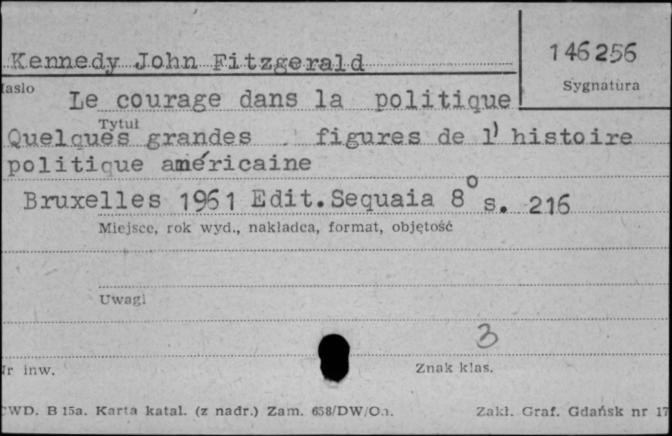 Kennedy John Fitzgerald
146256
Sygnatura
Le courage dans la politique
Tytuł
Quelques grandes figures de l' histoire
politique américaine
Bruxelles 1961 Edit.Sequaia 8° s. 216
Miejsce, rok wyd., nakładca, format, objętość
Uwagi
3
inw.
Znak klas.
B 15a. Karta katal. (z nadr.) Zam. 658/DW/
Zakł. Graf. Gdańsk nr 17